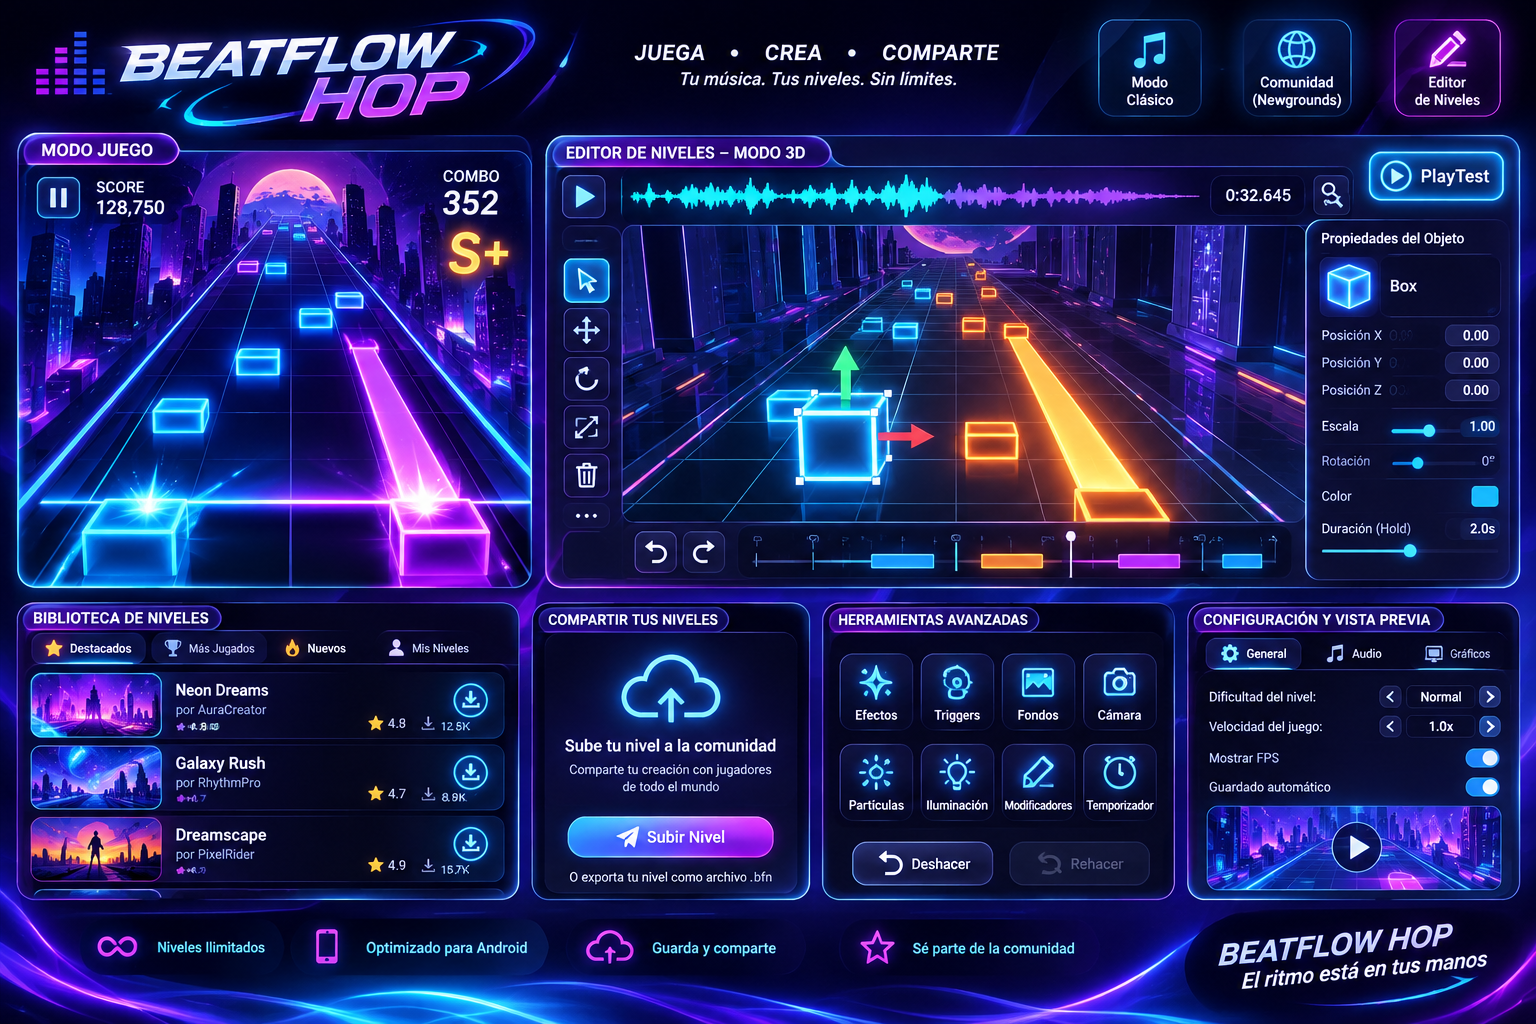 BEATFLOW
HOP
JUEGA • CREA • COMPARTE
Tu música. Tus niveles. Sin límites.
Modo
Clásico
Comunidad
(Newgrounds)
Editor
de Niveles
MODO JUEGO
SCORE
128,750
COMBO
352
S+
EDITOR DE NIVELES – MODO 3D
0:32.645
PlayTest
Propiedades del Objeto
Box
Posición X 0.00
Posición Y 0.00
Posición Z 0.00
Escala 1.00
Rotación 0º
Color
Duración (Hold) 2.0s
BIBLIOTECA DE NIVELES
Destacados Más Jugados Nuevos Mis Niveles
Neon Dreams
por AuraCreator
4.8 12.5K
Galaxy Rush
por RhythmPro
4.7 8.9K
Dreamscape
por PixelRider
4.9 15.7K
COMPARTIR TUS NIVELES
Sube tu nivel a la comunidad
Comparte tu creación con jugadores
de todo el mundo
Subir Nivel
O exporta tu nivel como archivo .bfn
HERRAMIENTAS AVANZADAS
Efectos Triggers Fondos Cámara
Partículas Iluminación Modificadores Temporizador
Deshacer Rehacer
CONFIGURACIÓN Y VISTA PREVIA
General Audio Gráficos
Dificultad del nivel: Normal
Velocidad del juego: 1.0x
Mostrar FPS
Guardado automático
Niveles Ilimitados
Optimizado para Android
Guarda y comparte
Sé parte de la comunidad
BEATFLOW HOP
El ritmo está en tus manos